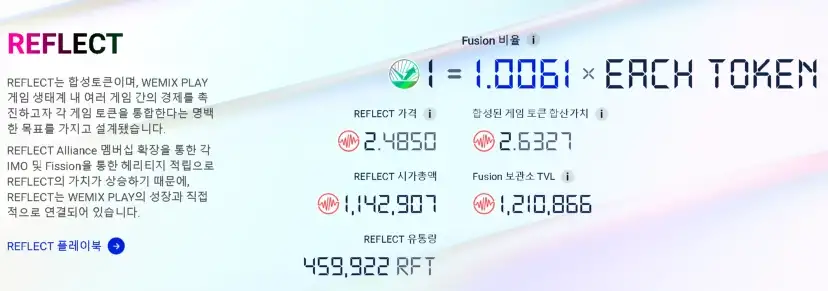 REFLECT
REFLECT는 합성토큰이며, WEMIX PLAY
게임 생태계 내 여러 게임 간의 경제를 촉
진하고자 각 게임 토큰을 통합한다는 명백
한 목표를 가지고 설계됐습니다.
REFLECT Alliance 멤버십 확장을 통한 각
IMO 및 Fission을 통한 헤리티지 적립으로
REFLECT의 가치가 상승하기 때문에,
REFLECT는 WEMIX PLAY의 성장과 직접
적으로 연결되어 있습니다.
REFLECT 플레이북
Fusion 비율 i
1 = 1.0061 × EACH TOKEN
REFLECT 가격 i
2.4850
합성된 게임 토큰 합산가치 i
2.6327
REFLECT 시가총액
1,142,907
Fusion 보관소 TVL i
1,210,866
REFLECT 유통량
459,922 RFT